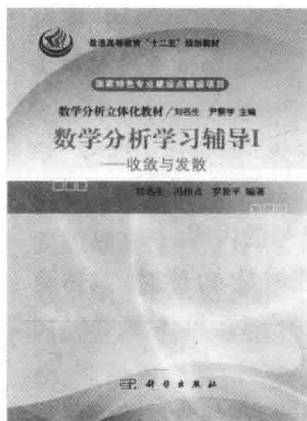 普通高等教育“十二五”规划教材
国家特色专业建设点建设项目
数学分析立体化教材/刘名生 尹景学 主编
数学分析学习辅导I
——收敛与发散
刘名生 冯伟贞 罗世平 编著
科学出版社